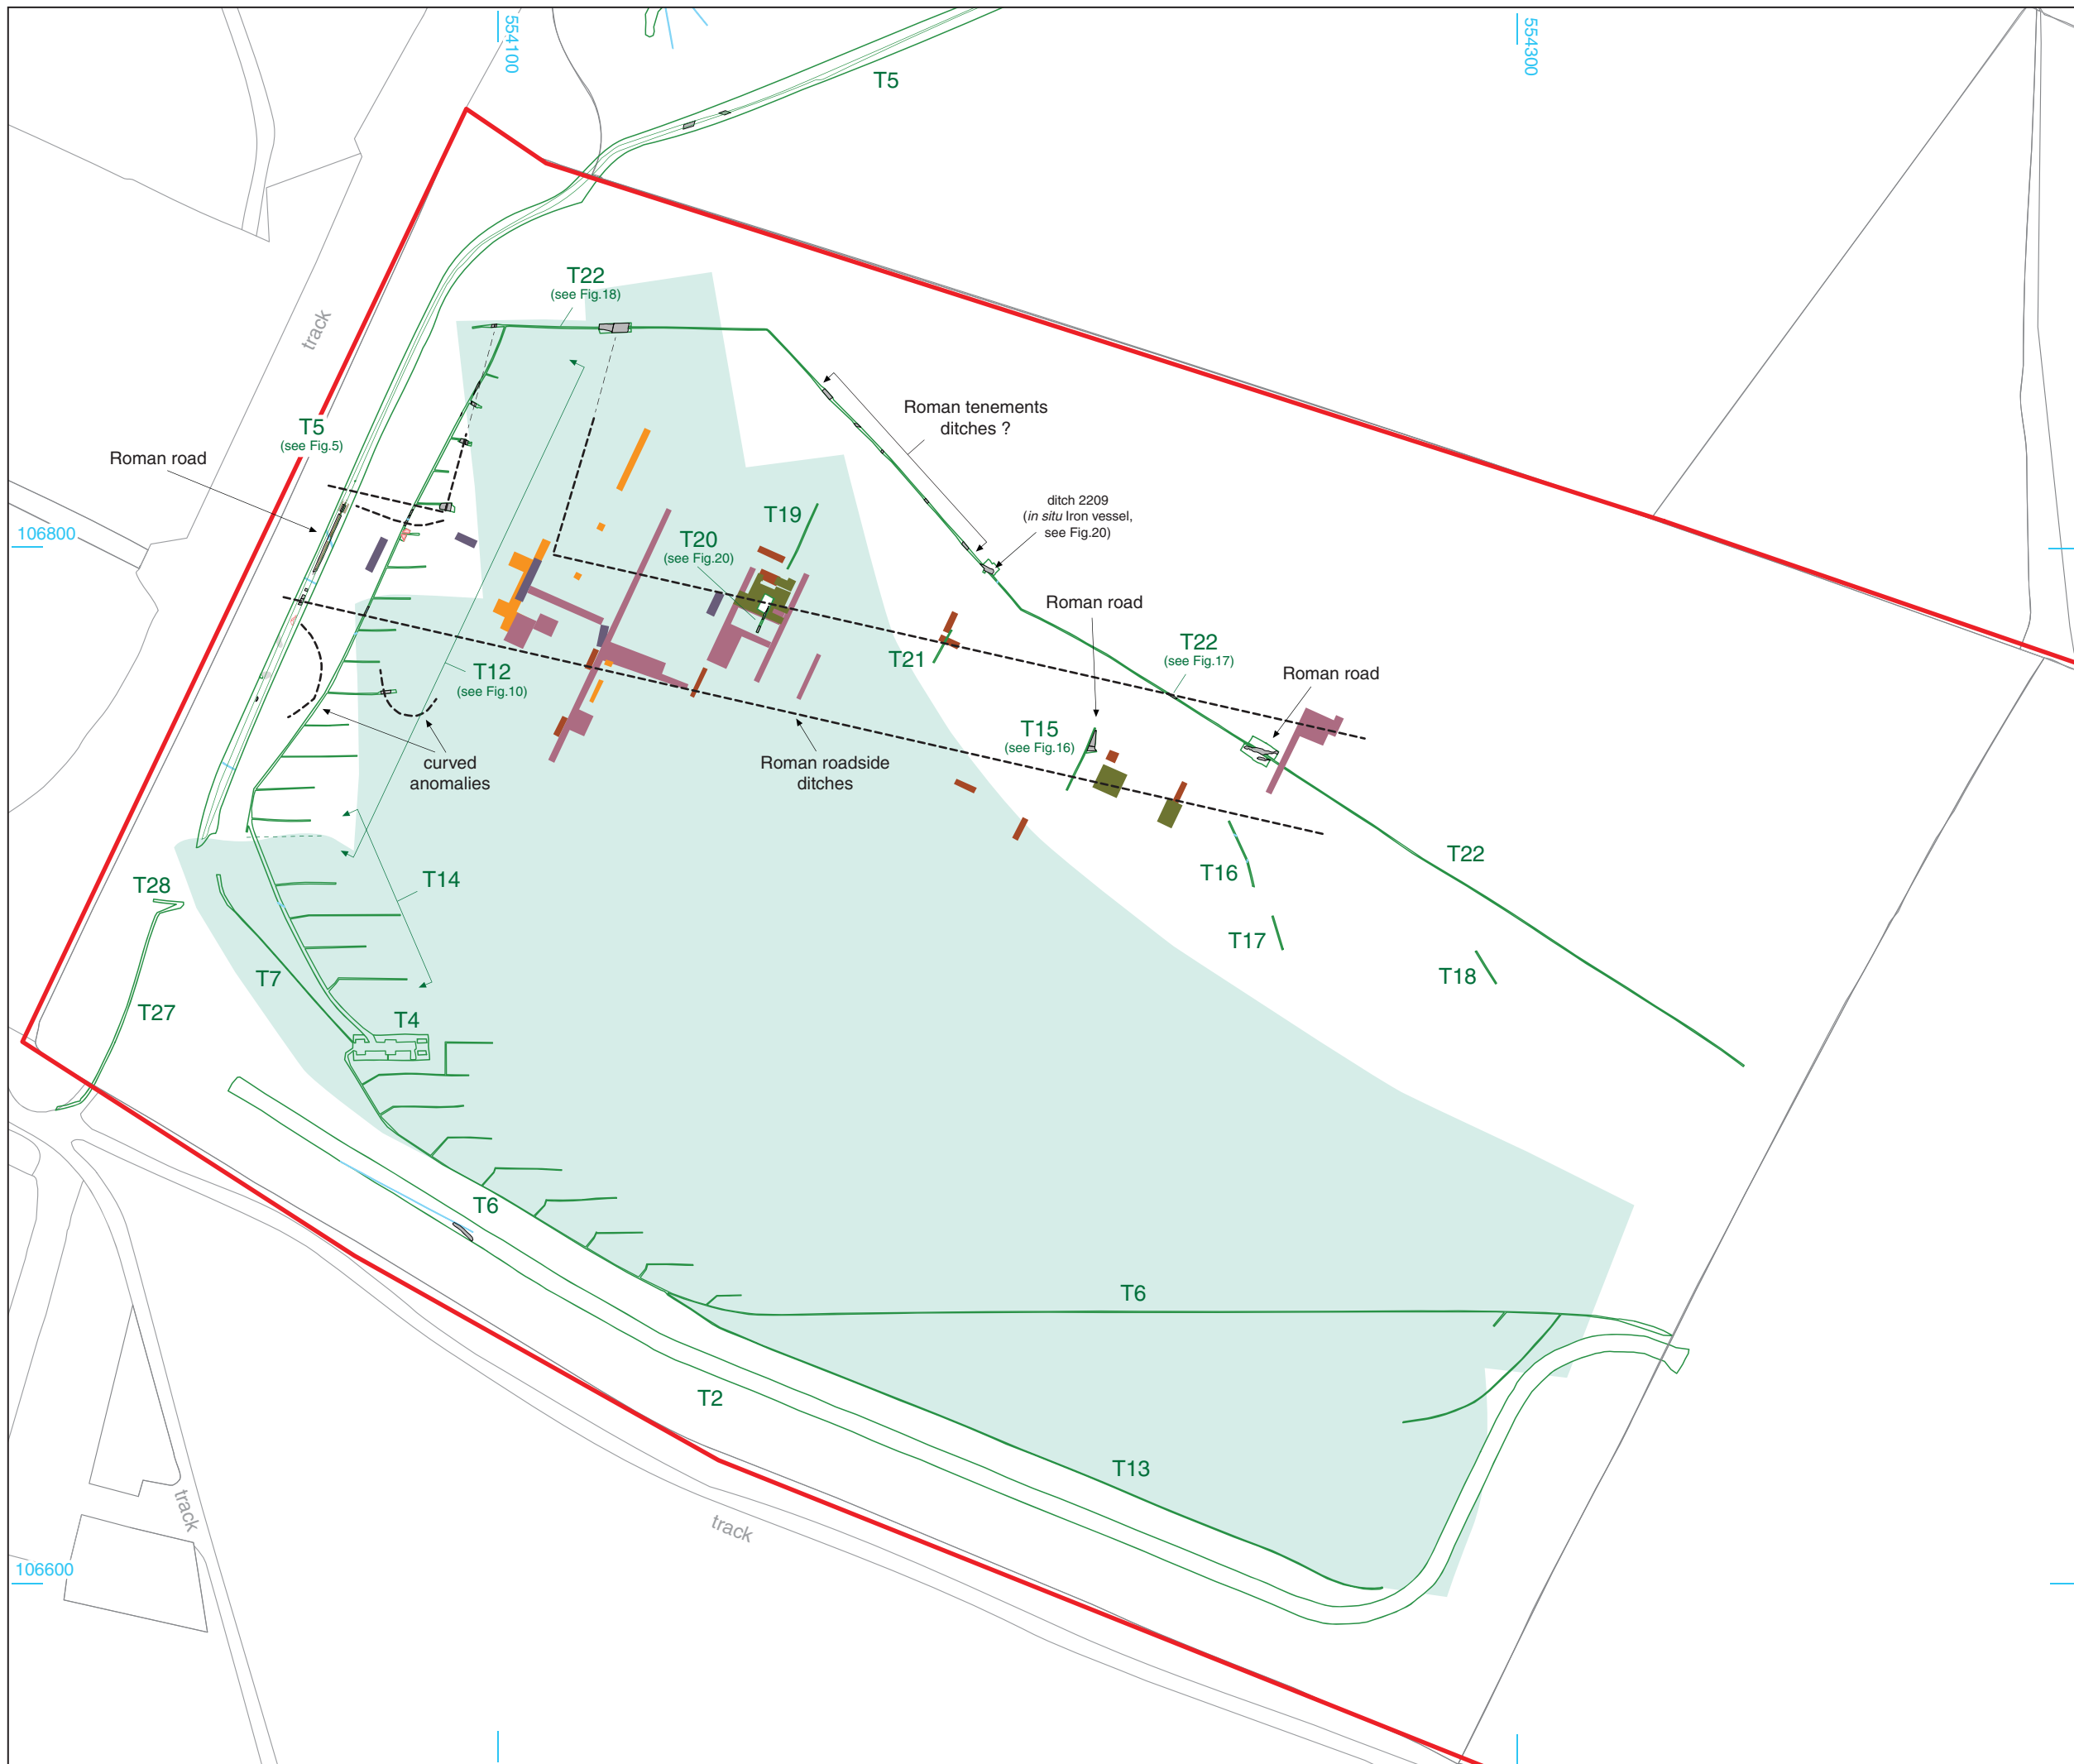 554100
554300
T5
T22
(see Fig.18)
track
T5
(see Fig.5)
Roman road
Roman tenements
ditches ?
ditch 2209
(in situ Iron vessel,
see Fig.20)
T19
T20
(see Fig.20)
106800
Roman road
T22
(see Fig.17)
T21
T12
(see Fig.10)
Roman road
T15
(see Fig.16)
curved
anomalies
Roman roadside
ditches
T22
T16
T14
T28
T17
T18
T7
T27
T4
T6
T6
T2
T13
track
track
106600